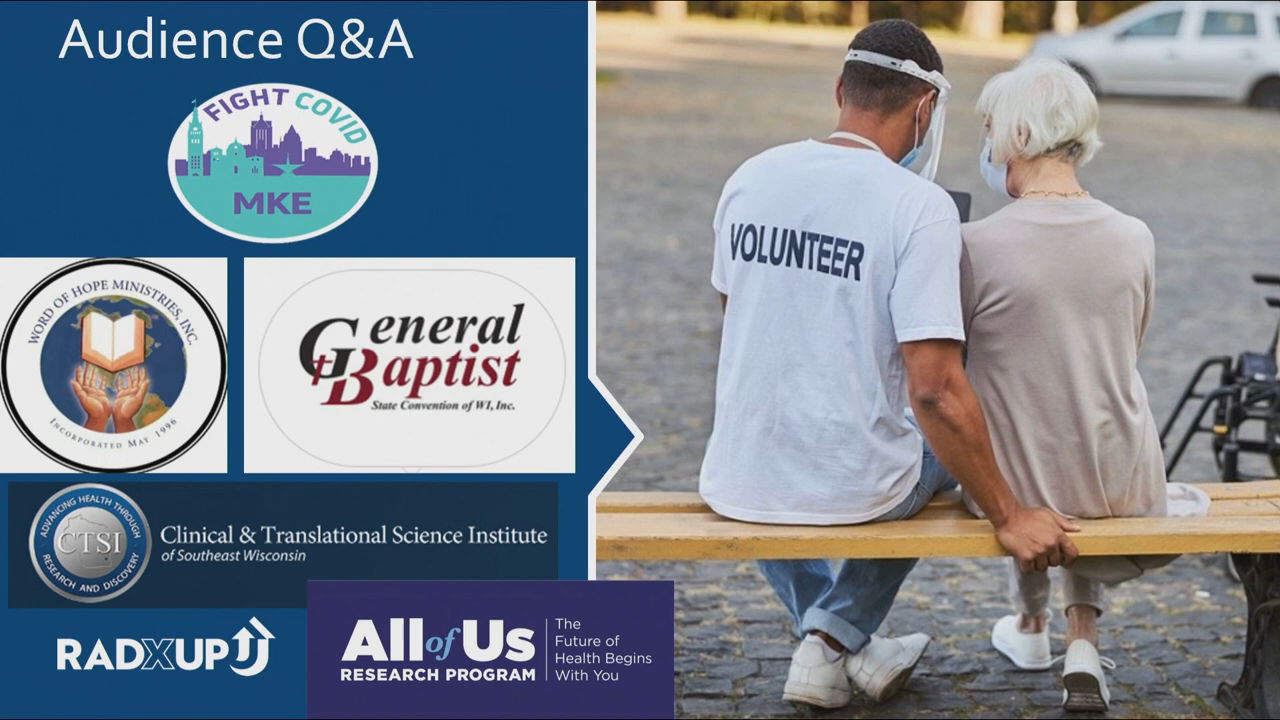 Audience Q&A
FIGHT COVID
MKE
WORD OF HOPE MINISTRIES, INC.
INCORPORATED MAY 1996
General
Baptist
GB
State Convention of WI, Inc.
ADVANCING HEALTH THROUGH
CTSI
RESEARCH AND DISCOVERY
Clinical & Translational Science Institute
of Southeast Wisconsin
RADXUP
All of Us
RESEARCH PROGRAM
The
Future of
Health Begins
With You
VOLUNTEER